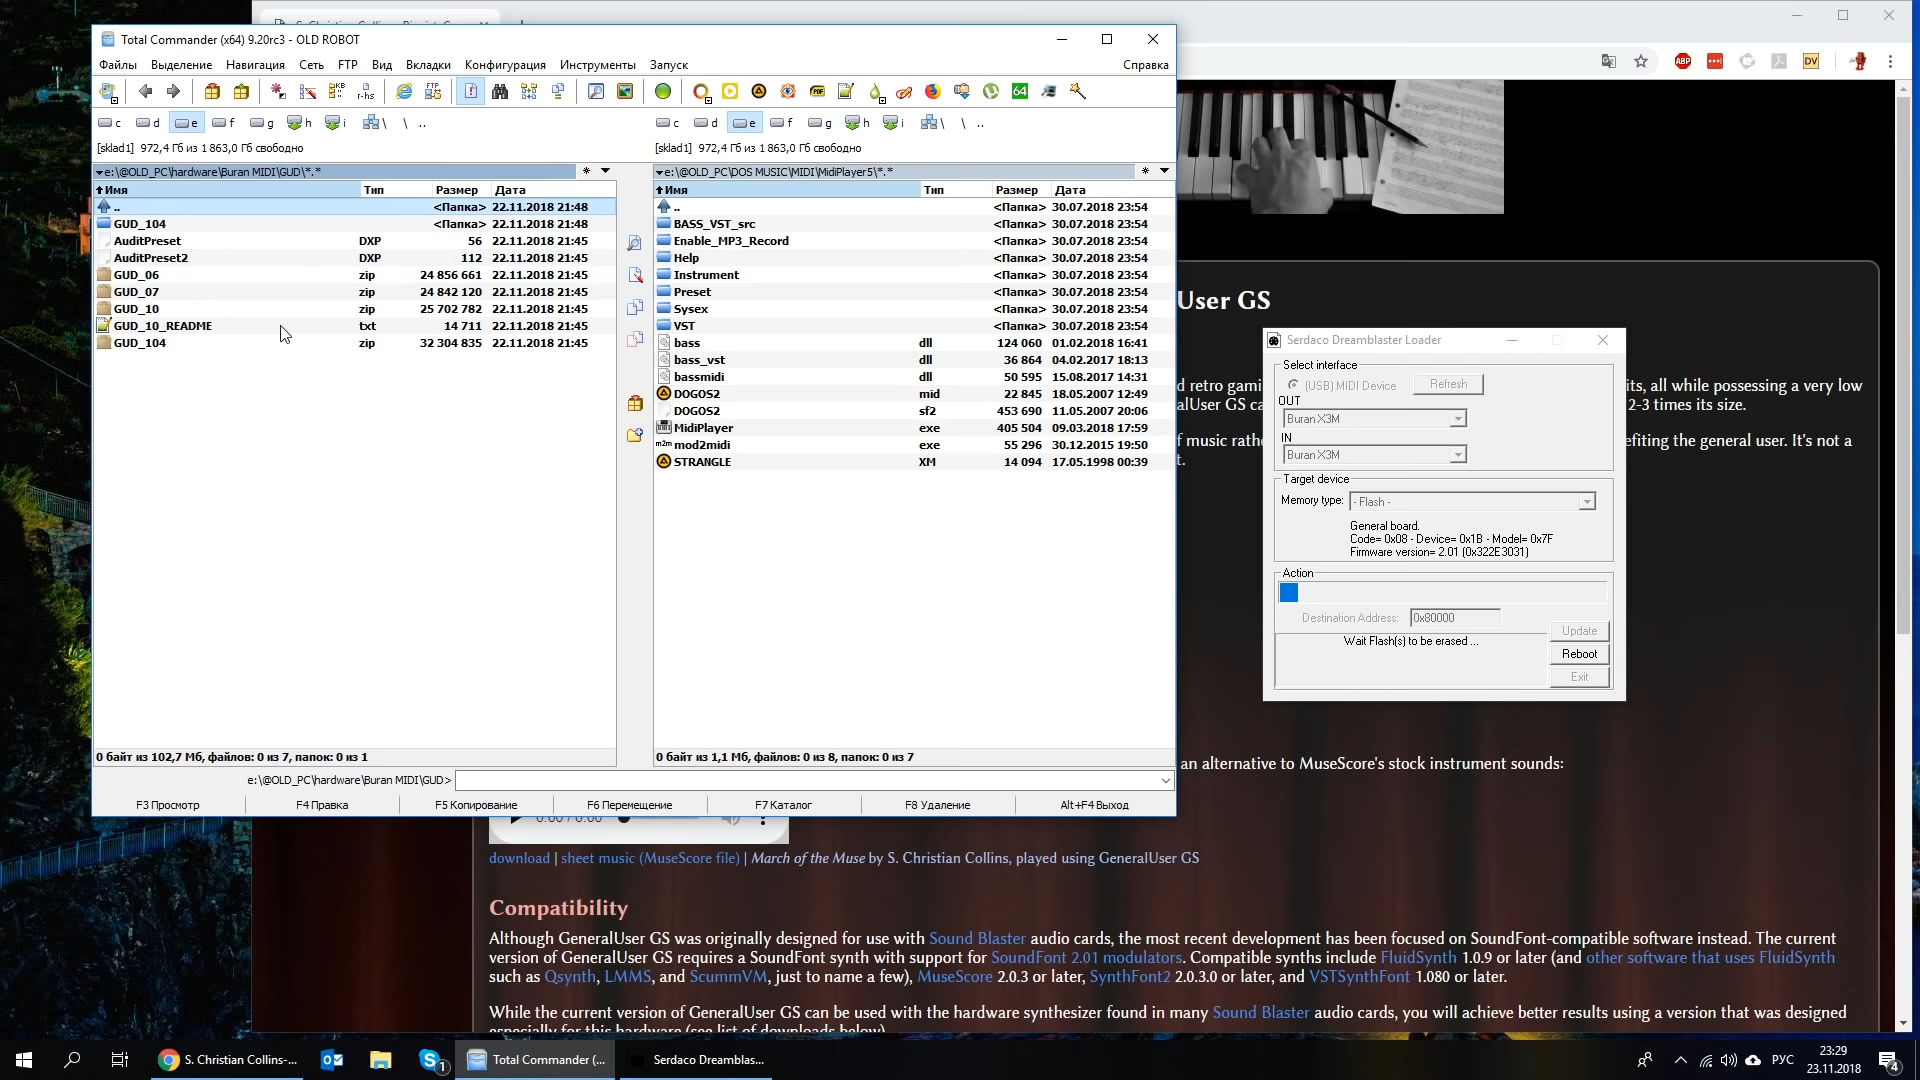 Total Commander (x64) 9.20rc3 - OLD ROBOT
Файлы Выделение Навигация Сеть FTP Вид Вкладки Конфигурация Инструменты Запуск Справка
c d e f g h i \ \ ..
c d e f g h i \ \ ..
[sklad1] 972,4 Гб из 1 863,0 Гб свободно
[sklad1] 972,4 Гб из 1 863,0 Гб свободно
e:\@OLD_PC\hardware\Buran MIDI\GUD\*.*
Имя Тип Размер Дата
.. <Папка> 22.11.2018 21:48
GUD_104 <Папка> 22.11.2018 21:48
AuditPreset DXP 56 22.11.2018 21:45
AuditPreset2 DXP 112 22.11.2018 21:45
GUD_06 zip 24 856 661 22.11.2018 21:45
GUD_07 zip 24 842 120 22.11.2018 21:45
GUD_10 zip 25 702 782 22.11.2018 21:45
GUD_10_README txt 14 711 22.11.2018 21:45
GUD_104 zip 32 304 835 22.11.2018 21:45
0 байт из 102,7 Мб, файлов: 0 из 7, папок: 0 из 1
e:\@OLD_PC\DOS MUSIC\MIDI\MidiPlayer5\*.*
Имя Тип Размер Дата
.. <Папка> 30.07.2018 23:54
BASS_VST_src <Папка> 30.07.2018 23:54
Enable_MP3_Record <Папка> 30.07.2018 23:54
Help <Папка> 30.07.2018 23:54
Instrument <Папка> 30.07.2018 23:54
Preset <Папка> 30.07.2018 23:54
Sysex <Папка> 30.07.2018 23:54
VST <Папка> 30.07.2018 23:54
bass dll 124 060 01.02.2018 16:41
bass_vst dll 36 864 04.02.2017 18:13
bassmidi dll 50 595 15.08.2017 14:31
DOGOS2 mid 22 845 18.05.2007 12:49
DOGOS2 sf2 453 690 11.05.2007 20:06
MidiPlayer exe 405 504 09.03.2018 17:59
mod2midi exe 55 296 30.12.2015 19:50
STRANGLE XM 14 094 17.05.1998 00:39
0 байт из 1,1 Мб, файлов: 0 из 8, папок: 0 из 7
e:\@OLD_PC\hardware\Buran MIDI\GUD>
F3 Просмотр F4 Правка F5 Копирование F6 Перемещение F7 Каталог F8 Удаление Alt+F4 Выход
User GS
retro gami
its, all while possessing a very low
alUser GS ca
2-3 times its size.
f music rath
efiting the general user. It's not a
t.
Serdaco Dreamblaster Loader
Select interface
(USB) MIDI Device Refresh
OUT
Buran X3M
IN
Buran X3M
Target device
Memory type: - Flash -
General board.
Code= 0x08 - Device= 0x1B - Model= 0x7F
Firmware version= 2.01 (0x322E3031)
Action
Destination Address: 0x80000
Wait Flash(s) to be erased ...
Update
Reboot
Exit
an alternative to MuseScore's stock instrument sounds:
0:00 / 0:00
download | sheet music (MuseScore file) | March of the Muse by S. Christian Collins, played using GeneralUser GS
Compatibility
Although GeneralUser GS was originally designed for use with Sound Blaster audio cards, the most recent development has been focused on SoundFont-compatible software instead. The current
version of GeneralUser GS requires a SoundFont synth with support for SoundFont 2.01 modulators. Compatible synths include FluidSynth 1.0.9 or later (and other software that uses FluidSynth
such as Qsynth, LMMS, and ScummVM, just to name a few), MuseScore 2.0.3 or later, SynthFont2 2.0.3.0 or later, and VSTSynthFont 1.080 or later.
While the current version of GeneralUser GS can be used with the hardware synthesizer found in many Sound Blaster audio cards, you will achieve better results using a version that was designed
especially for this hardware (see list of downloads below)
S. Christian Collins-... 1 Total Commander (... Serdaco Dreamblas... РУС 23:29
23.11.2018 4